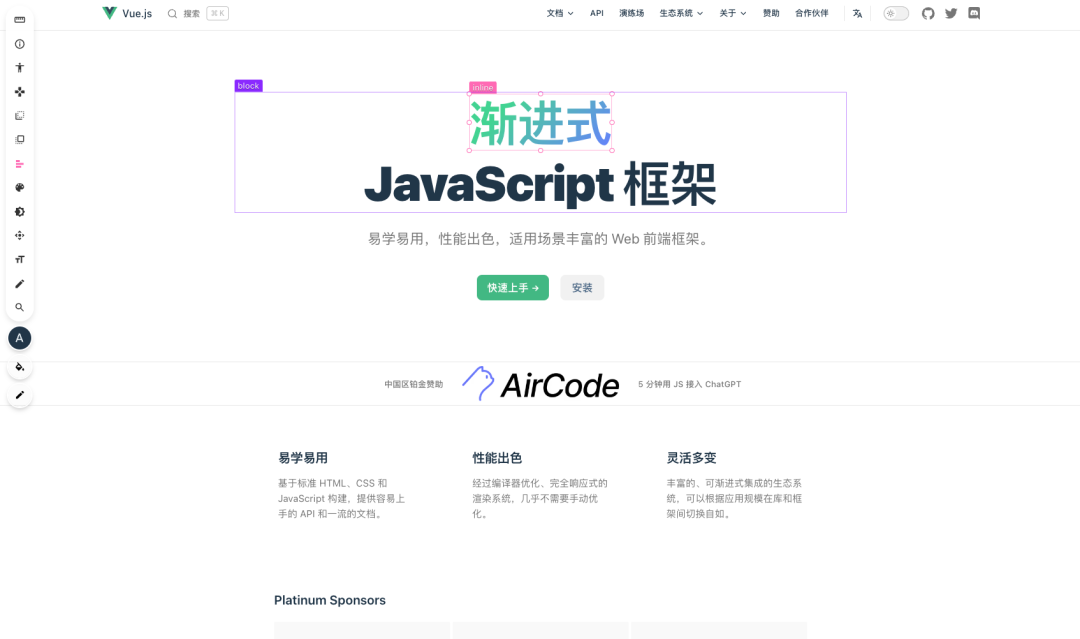 Vue.js
搜索
⌘ K
文档
API
演练场
生态系统
关于
赞助
合作伙伴
block
inline
渐进式
JavaScript 框架
易学易用，性能出色，适用场景丰富的 Web 前端框架。
快速上手 →
安装
A
中国区铂金赞助
AirCode
5 分钟用 JS 接入 ChatGPT
易学易用
基于标准 HTML、CSS 和
JavaScript 构建，提供容易上
手的 API 和一流的文档。
性能出色
经过编译器优化、完全响应式的
渲染系统，几乎不需要手动优
化。
灵活多变
丰富的、可渐进式集成的生态系
统，可以根据应用规模在库和框
架间切换自如。
Platinum Sponsors